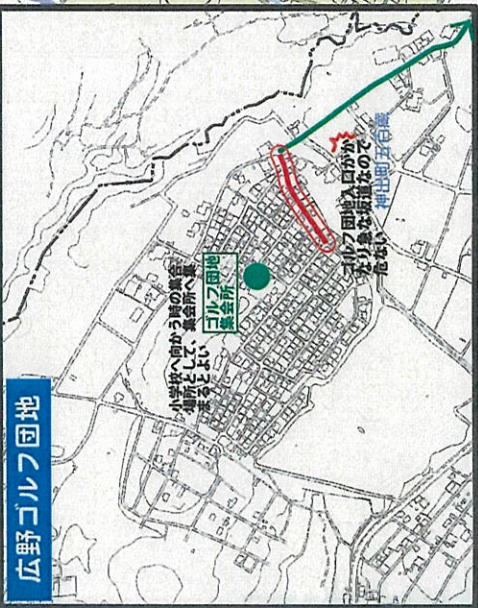 広野ゴルフ団地
神出町五百蔵
ゴルフ団地入口がか
なり急な坂道なので
危ない
ゴルフ団地
集会所
小学校へ向かう時の集合
場所として、集会所へ集
まるとよい